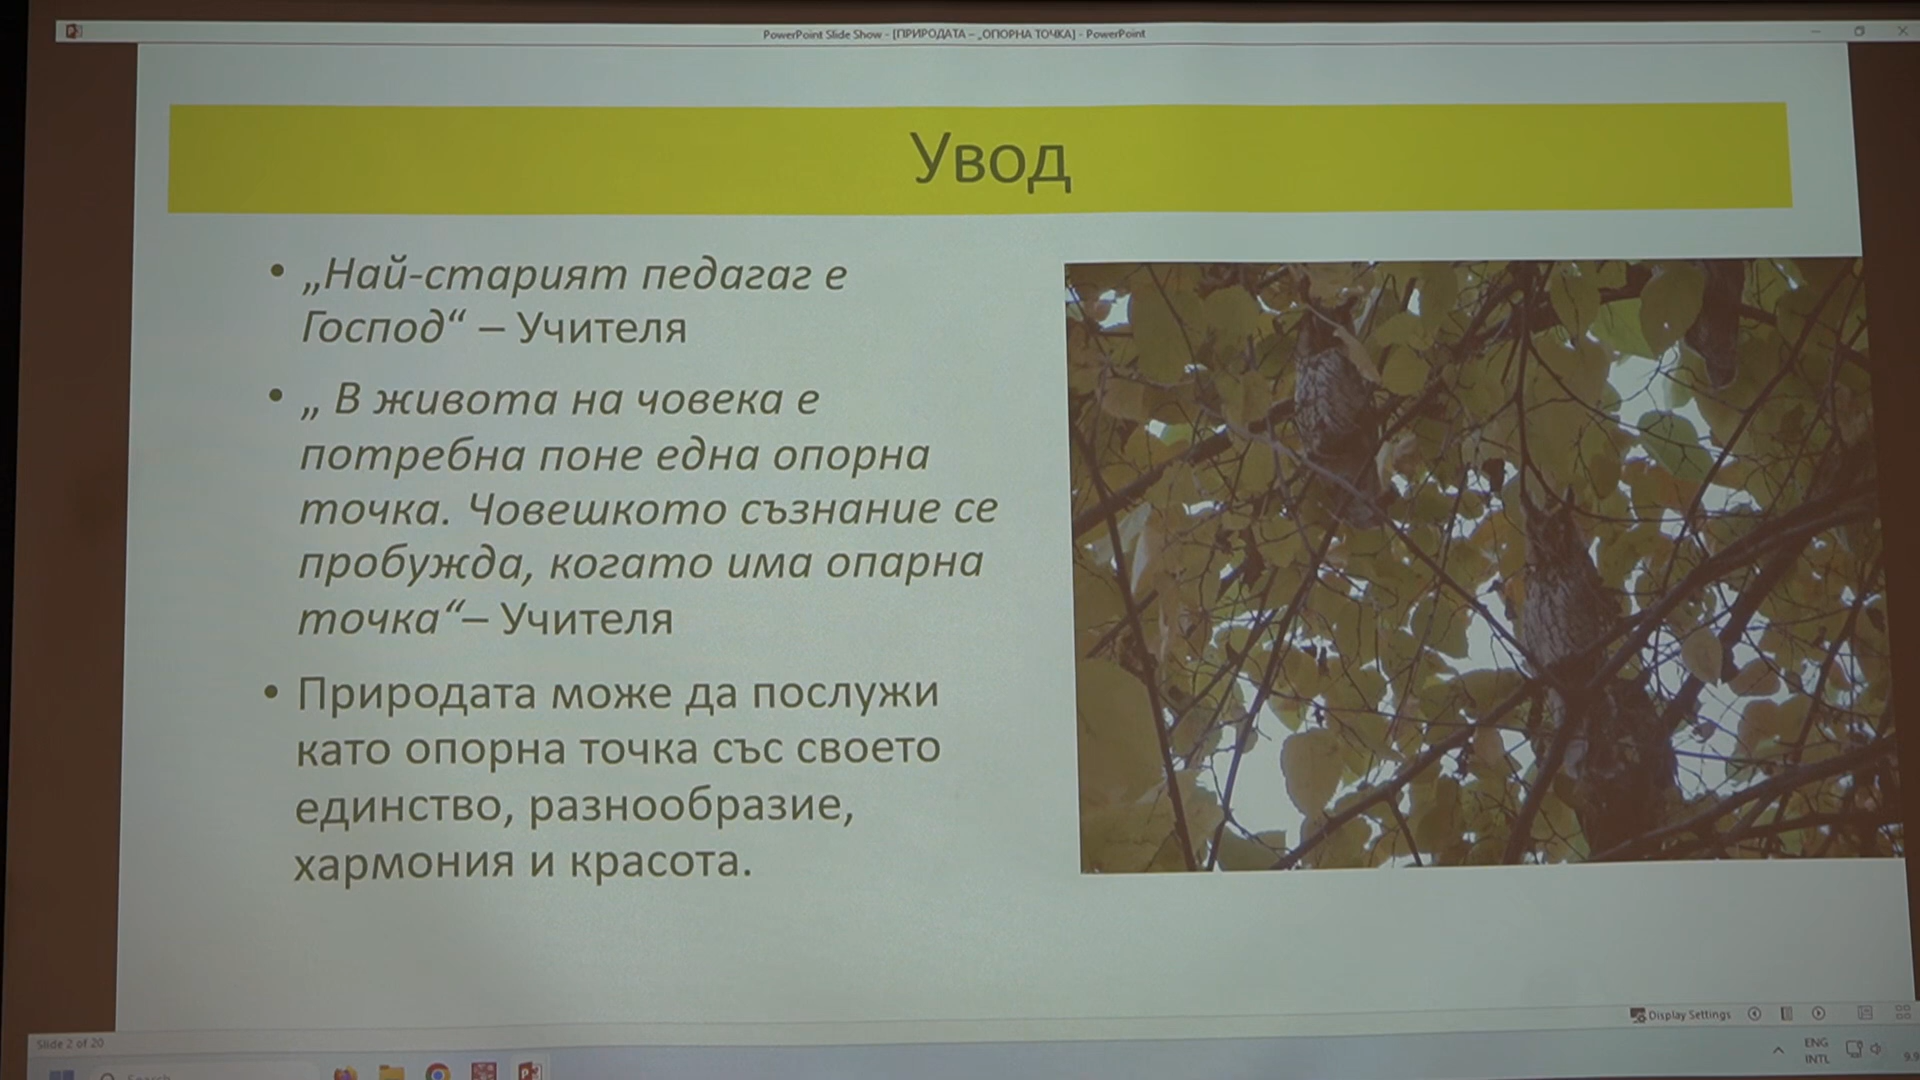 PowerPoint Slide Show - [ПРИРОДАТА – „ОПОРНА ТОЧКА] - PowerPoint
Увод
• „Най-старият педагаг е
Господ“ – Учителя
• „ В живота на човека е
потребна поне една опорна
точка. Човешкото съзнание се
пробужда, когато има опарна
точка“– Учителя
• Природата може да послужи
като опорна точка със своето
единство, разнообразие,
хармония и красота.
Display Settings
Slide 2 of 20
Search
ENG
INTL